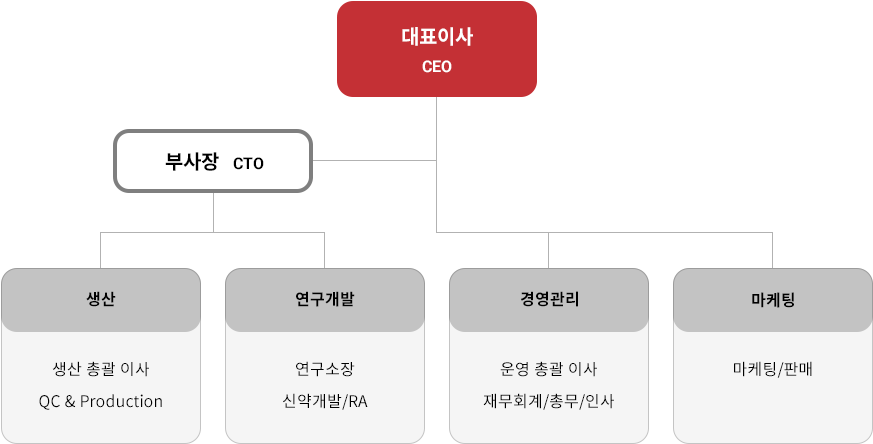 대표이사
CEO
부사장 CTO
생산
연구개발
경영관리
마케팅
생산 총괄 이사
QC & Production
연구소장
신약개발/RA
운영 총괄 이사
재무회계/총무/인사
마케팅/판매